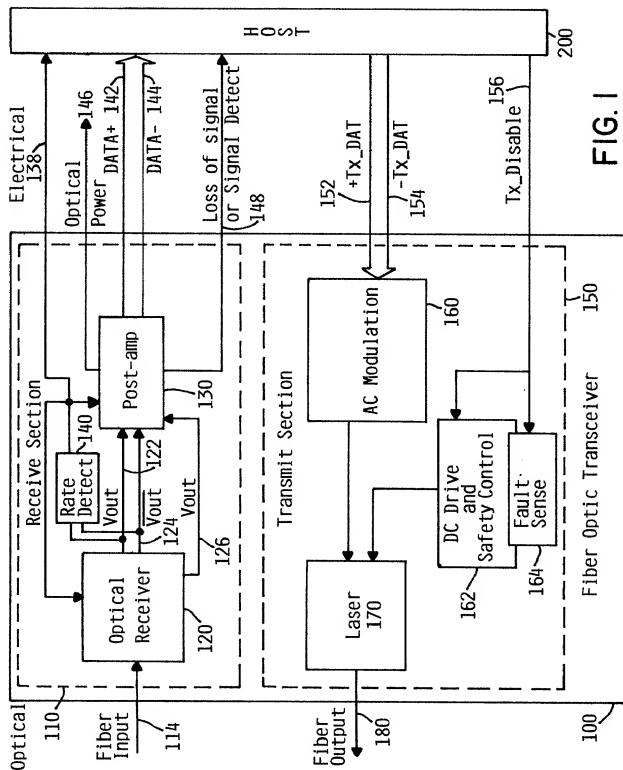 Optical
Electrical
138
HOST
200
110
Fiber
Input
114
Receive Section
Rate
Detect
140
Optical
Receiver
120
Vout
122
Vout
124
Vout
126
Post-amp
130
Optical
Power
146
DATA+
142
DATA-
144
Loss of signal
or Signal Detect
148
Transmit Section
Laser
170
Fiber
Output
180
AC Modulation
160
152
+Tx_DAT
-Tx_DAT
154
DC Drive
and
Safety Control
162
Fault-
Sense
164
Tx_Disable
156
150
Fiber Optic Transceiver
100
FIG. 1